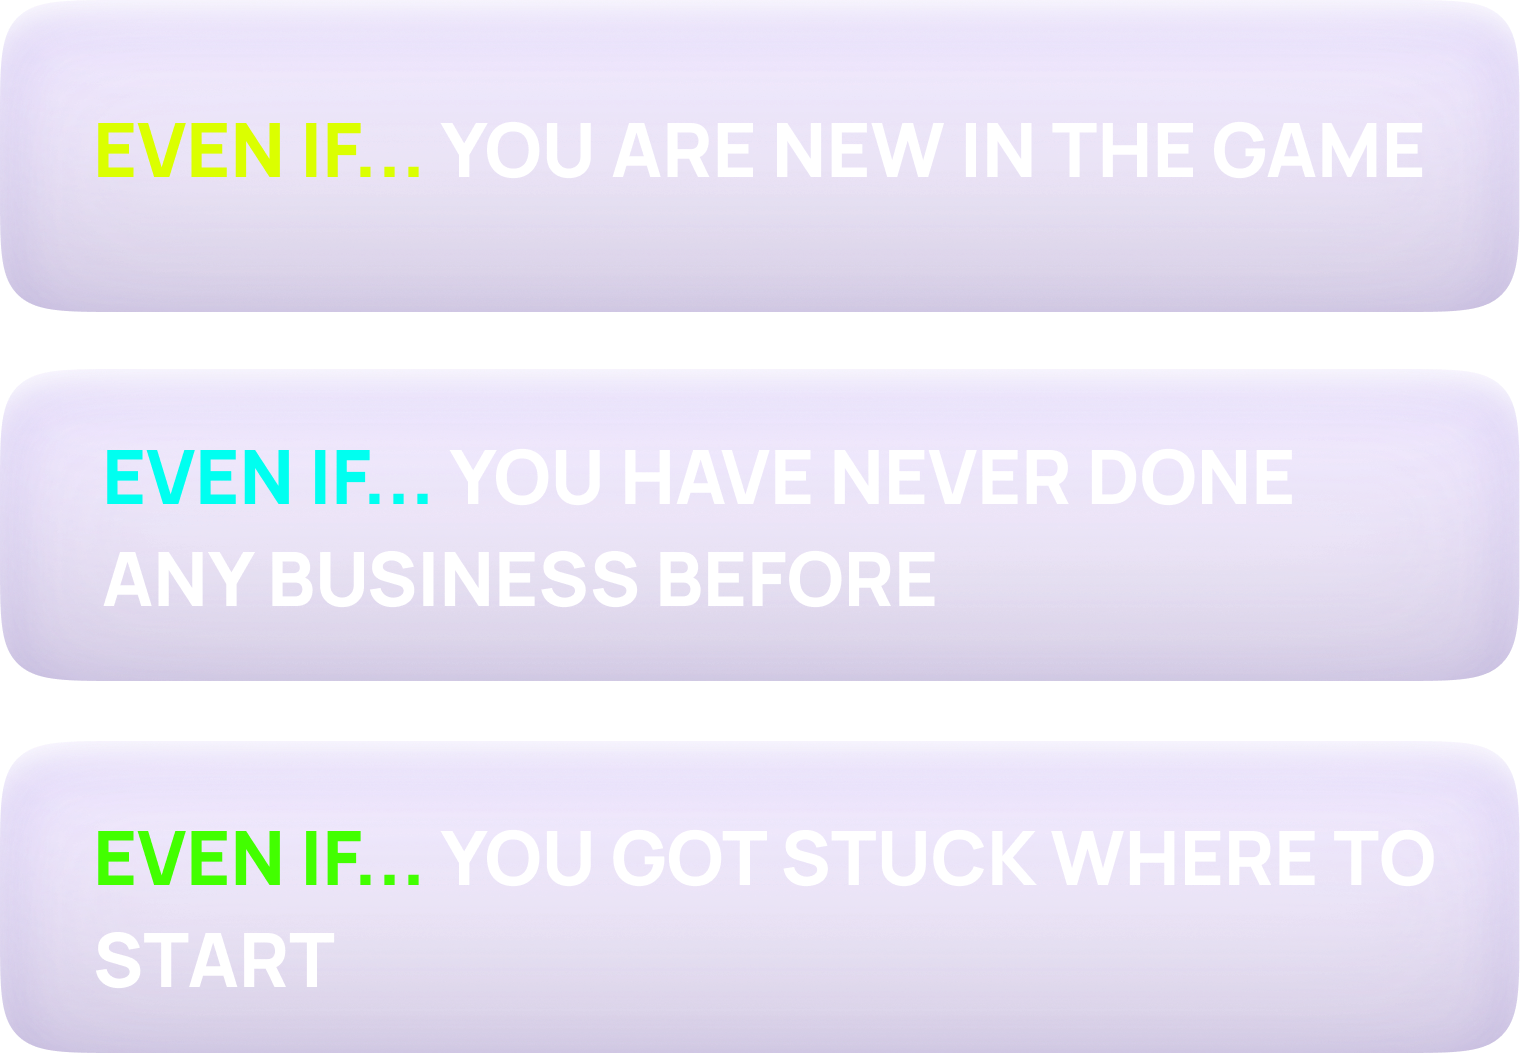 EVEN IF... YOU ARE NEW IN THE GAME
EVEN IF... YOU HAVE NEVER DONE
ANY BUSINESS BEFORE
EVEN IF... YOU GOT STUCK WHERE TO
START